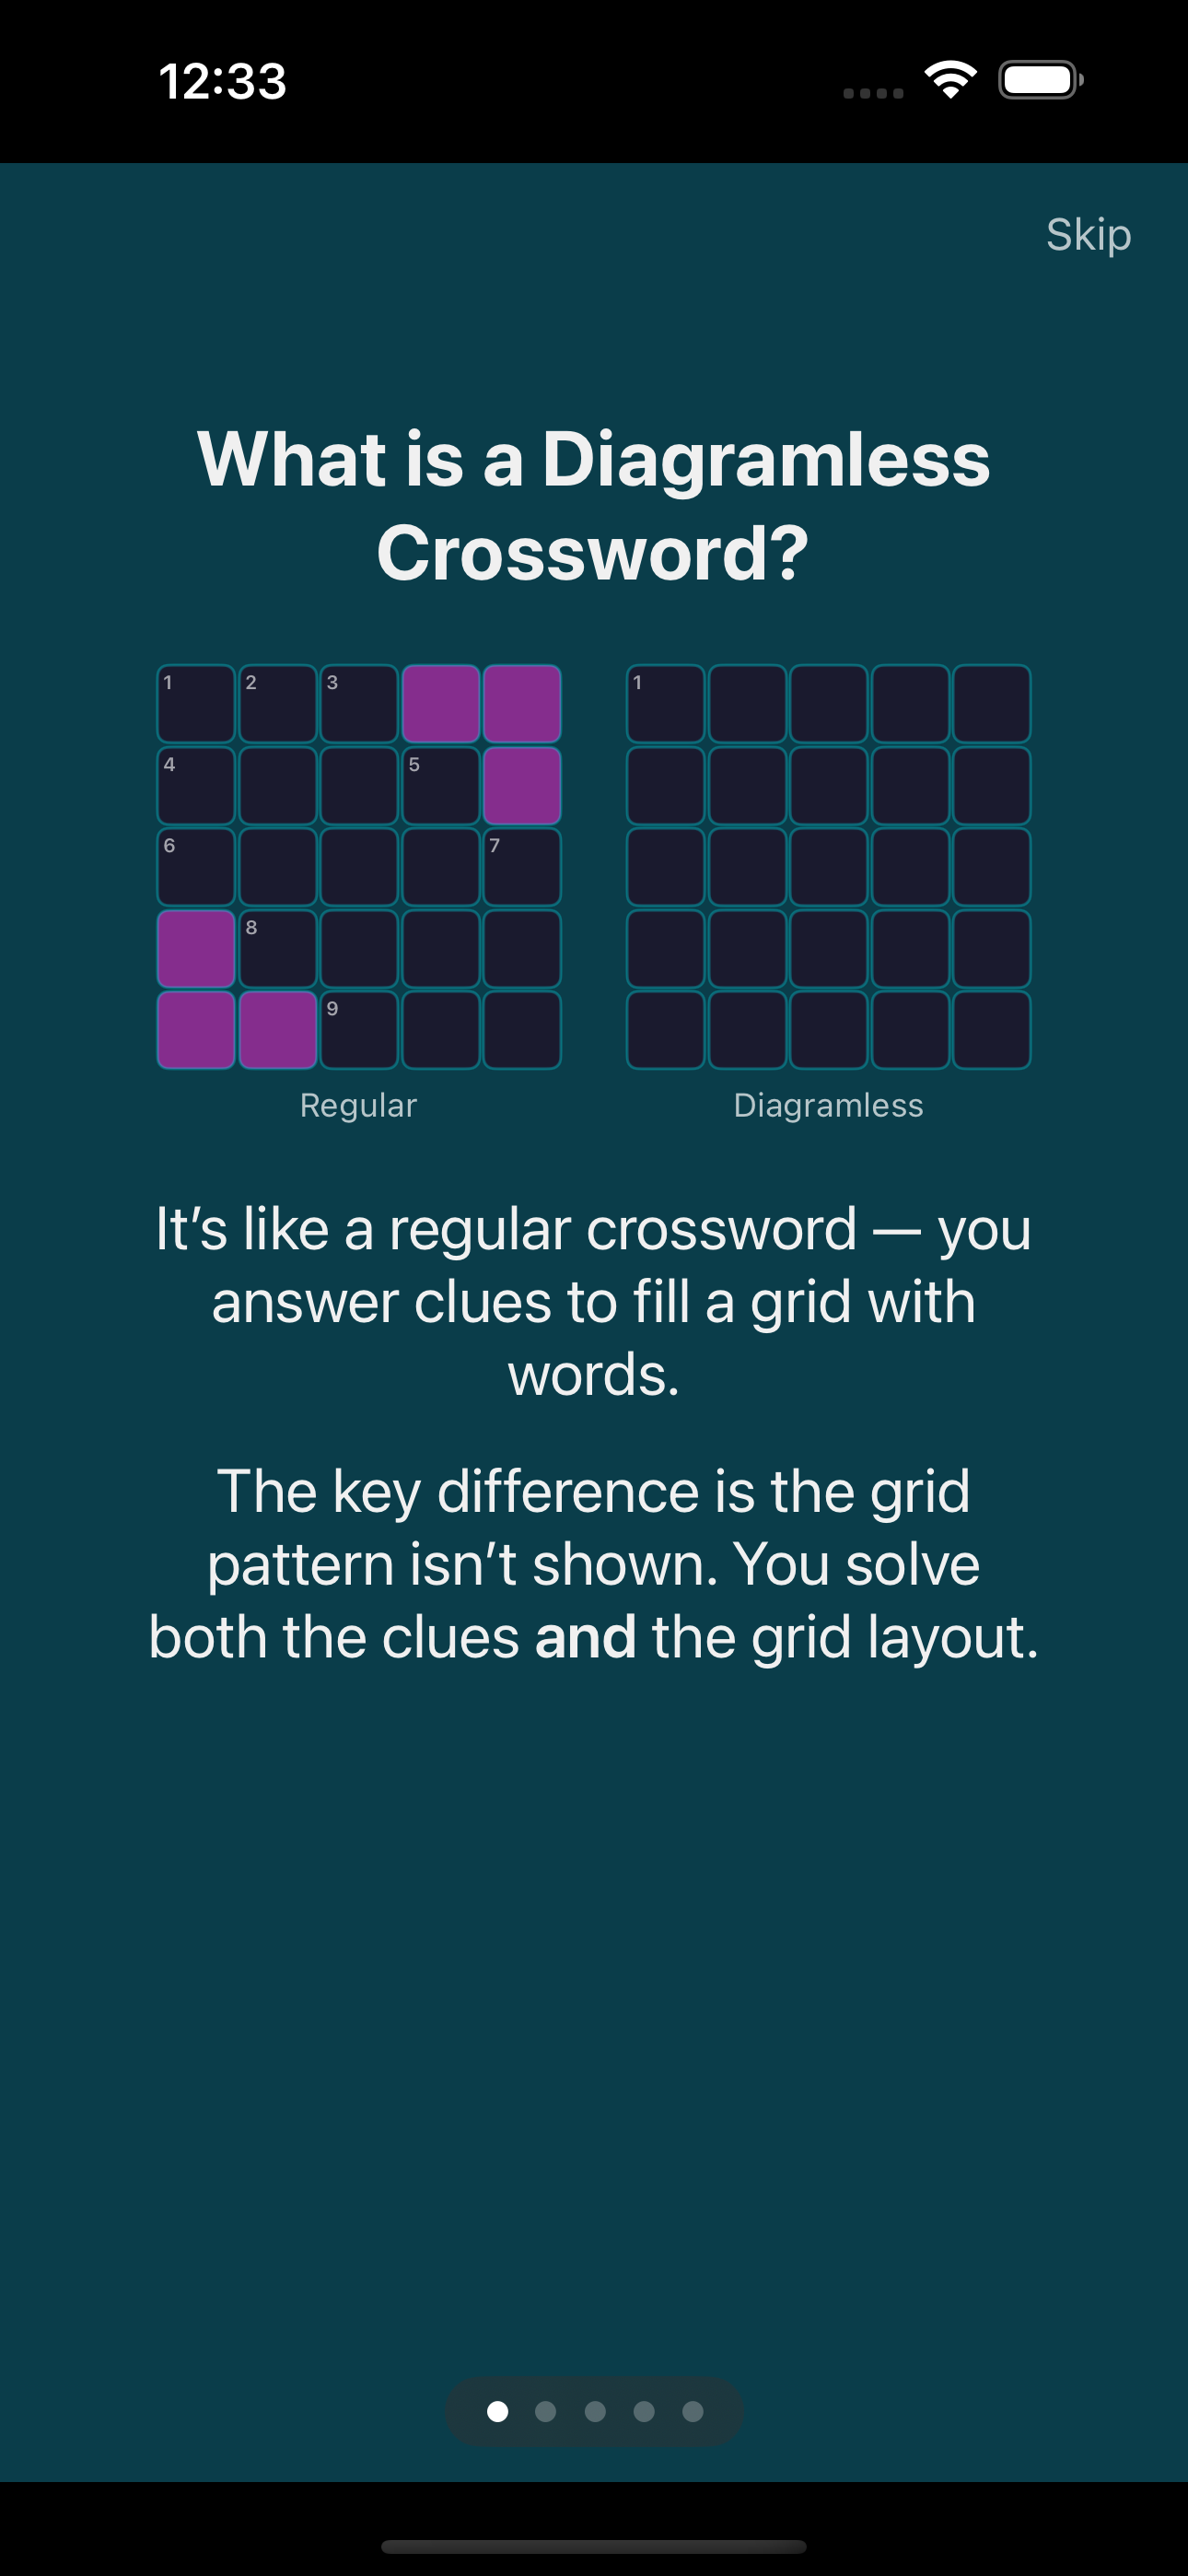 12:33
Skip
What is a Diagramless
Crossword?
1 2 3
4 5
6 7
8
9
1
Regular
Diagramless
It’s like a regular crossword — you
answer clues to fill a grid with
words.
The key difference is the grid
pattern isn’t shown. You solve
both the clues and the grid layout.